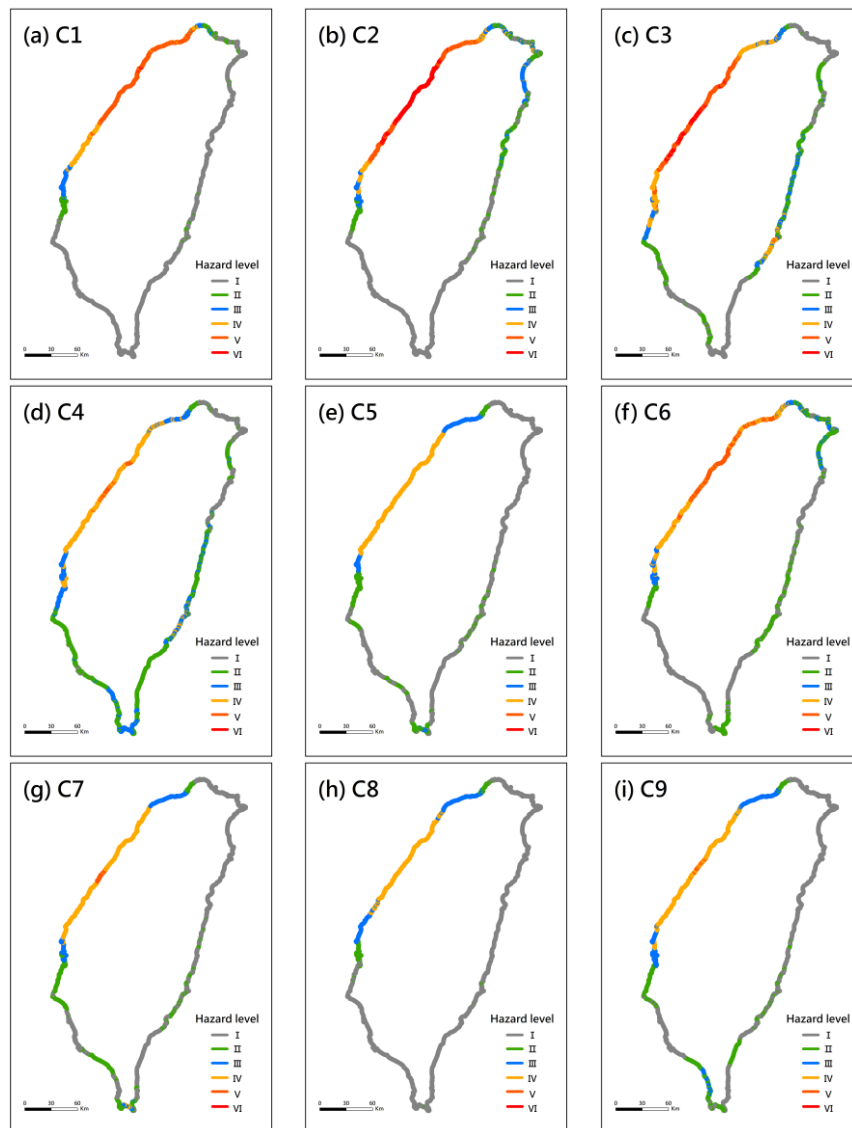 (a) C1
Hazard level
I
II
III
IV
V
VI
0 30 60
Km
(b) C2
Hazard level
I
II
III
IV
V
VI
0 30 60
Km
(c) C3
Hazard level
I
II
III
IV
V
VI
0 30 60
Km
(d) C4
Hazard level
I
II
III
IV
V
VI
0 30 60
Km
(e) C5
Hazard level
I
II
III
IV
V
VI
0 30 60
Km
(f) C6
Hazard level
I
II
III
IV
V
VI
0 30 60
Km
(g) C7
Hazard level
I
II
III
IV
V
VI
0 30 60
Km
(h) C8
Hazard level
I
II
III
IV
V
VI
0 30 60
Km
(i) C9
Hazard level
I
II
III
IV
V
VI
0 30 60
Km